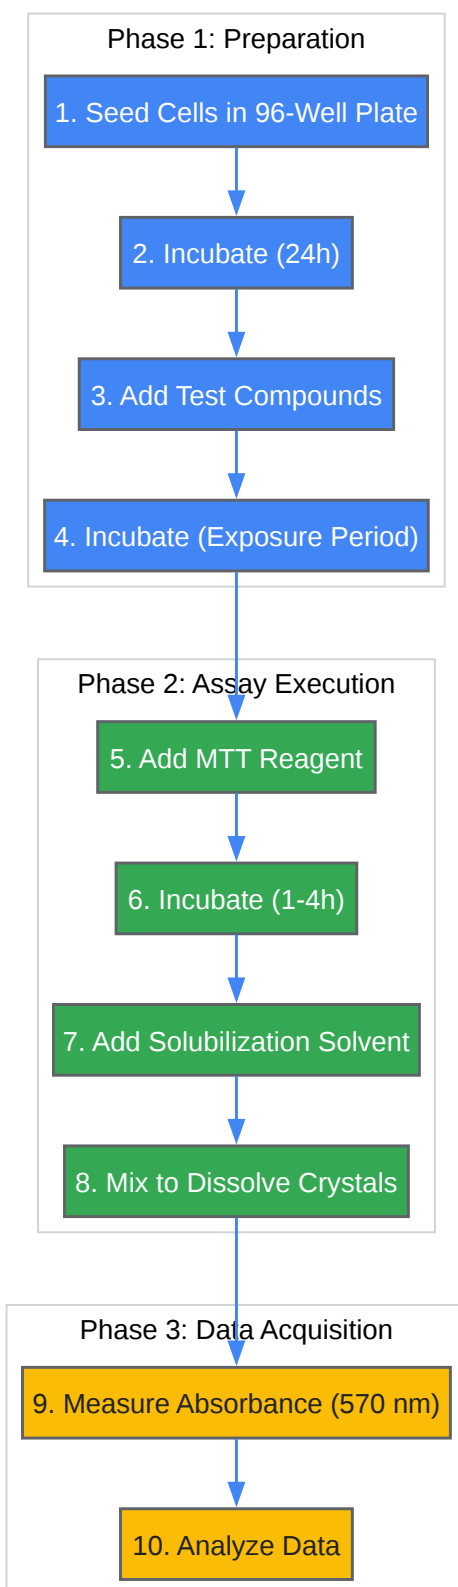 Phase 1: Preparation
1. Seed Cells in 96-Well Plate
2. Incubate (24h)
3. Add Test Compounds
4. Incubate (Exposure Period)
Phase 2: Assay Execution
5. Add MTT Reagent
6. Incubate (1-4h)
7. Add Solubilization Solvent
8. Mix to Dissolve Crystals
Phase 3: Data Acquisition
9. Measure Absorbance (570 nm)
10. Analyze Data